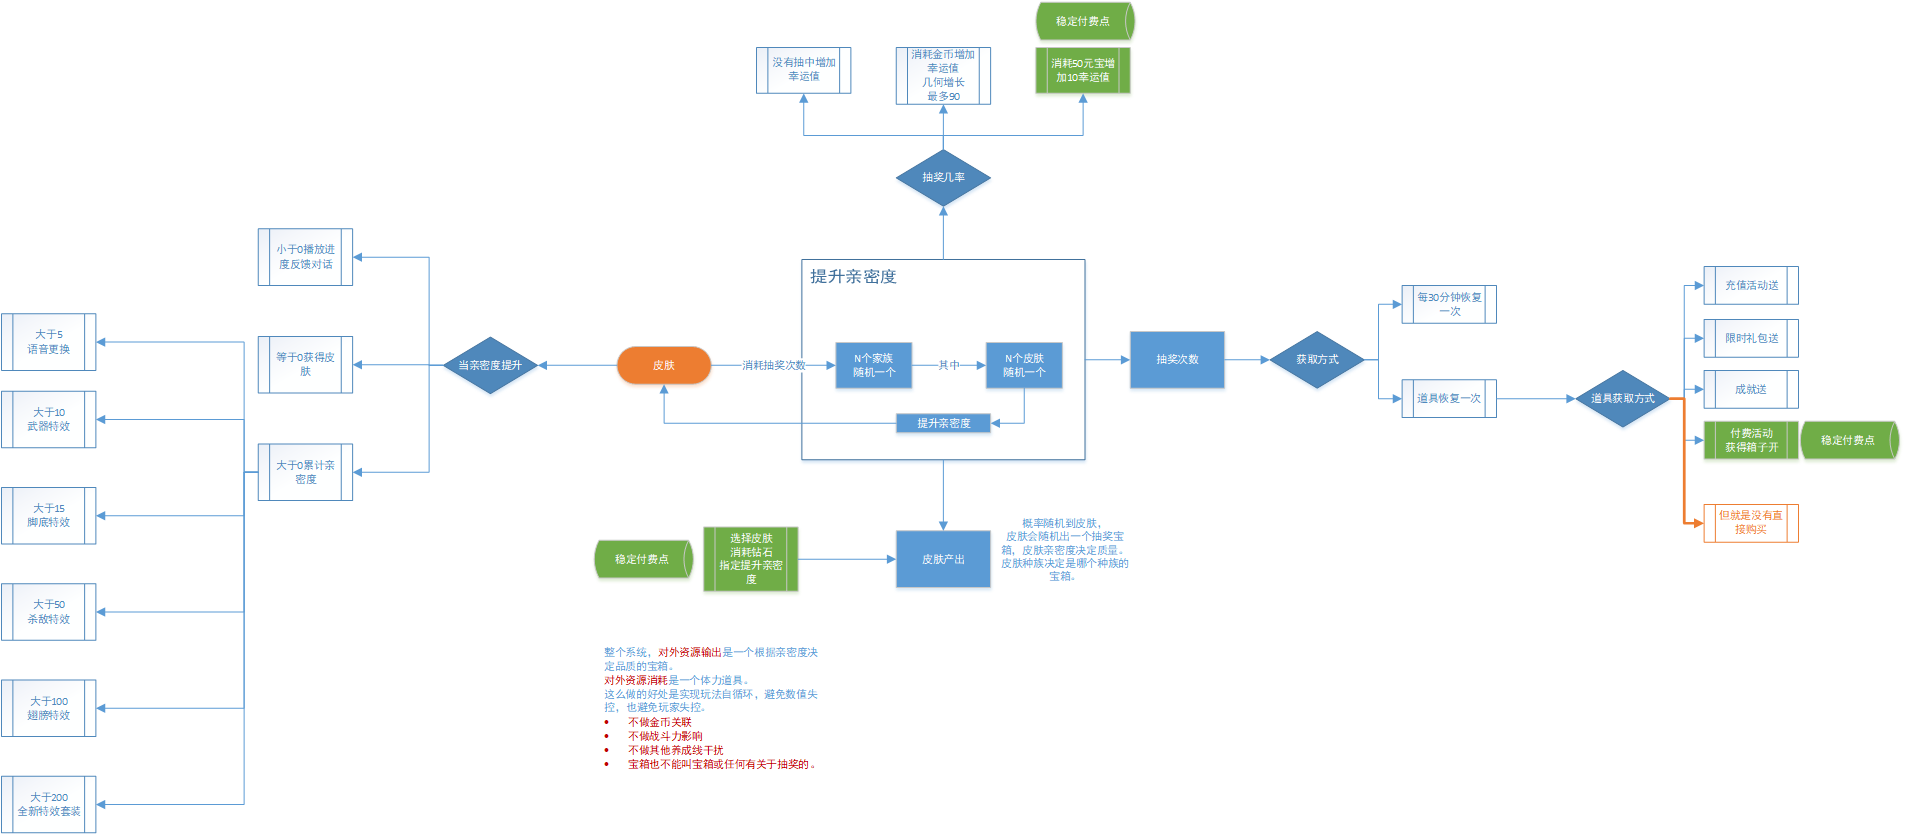 稳定付费点
没有抽中增加
幸运值
消耗金币增加
幸运值
几何增长
最多90
消耗50元宝增
加10幸运值
抽奖几率
小于0播放进
度反馈对话
等于0获得皮
肤
大于0累计亲
密度
大于5
语音更换
大于10
武器特效
大于15
脚底特效
大于50
杀敌特效
大于100
翅膀特效
大于200
全新特效套装
当亲密度提升
皮肤
消耗抽奖次数
提升亲密度
N个家族
随机一个
其中
N个皮肤
随机一个
提升亲密度
抽奖次数
获取方式
每30分钟恢复
一次
道具恢复一次
道具获取方式
充值活动送
限时礼包送
成就送
付费活动
获得箱子开
稳定付费点
但就是没有直
接购买
稳定付费点
选择皮肤
消耗钻石
指定提升亲密
度
皮肤产出
概率随机到皮肤，
皮肤会随机出一个抽奖宝
箱，皮肤亲密度决定质量。
皮肤种族决定是哪个种族的
宝箱。
整个系统，对外资源输出是一个根据亲密度决
定品质的宝箱。
对外资源消耗是一个体力道具。
这么做的好处是实现玩法自循环，避免数值失
控，也避免玩家失控。
• 不做金币关联
• 不做战斗力影响
• 不做其他养成线干扰
• 宝箱也不能叫宝箱或任何有关于抽奖的。